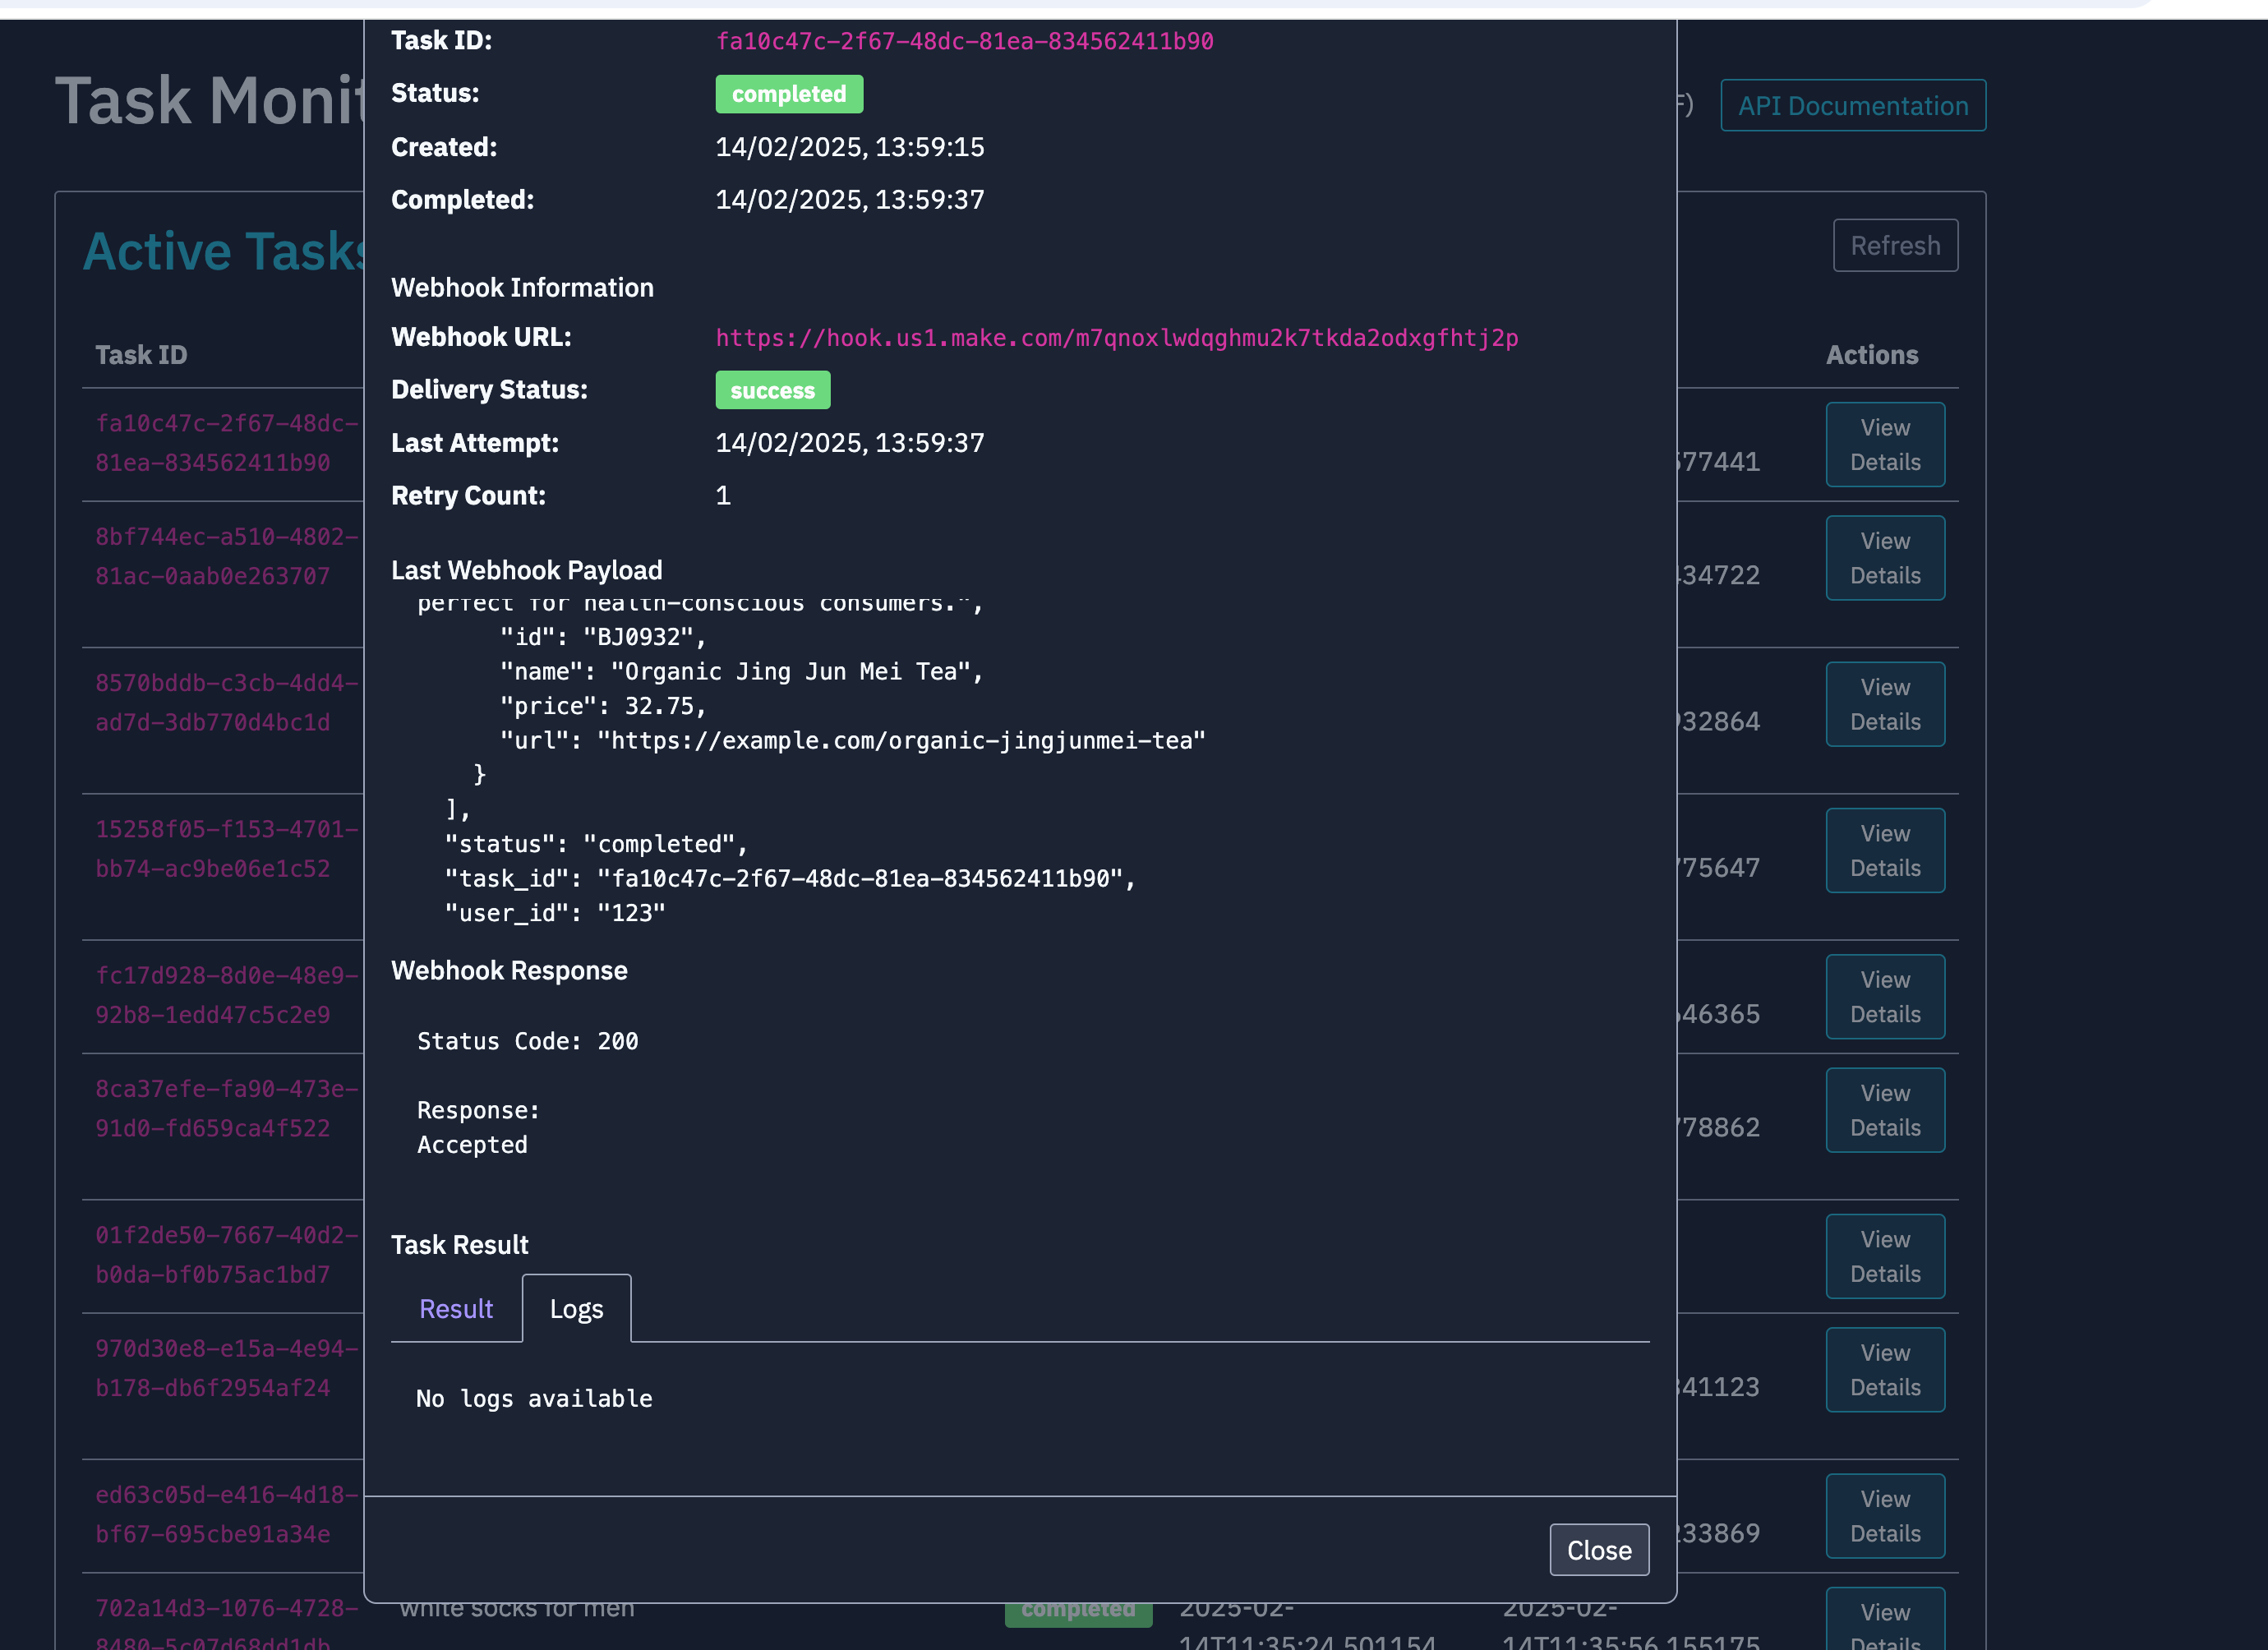 Task ID: fa10c47c-2f67-48dc-81ea-834562411b90
Task Monit
Status: completed
F) API Documentation
Created: 14/02/2025, 13:59:15
Completed: 14/02/2025, 13:59:37
Active Tasks
Refresh
Webhook Information
Webhook URL: https://hook.us1.make.com/m7qnoxlwdqghmu2k7tkda2odxgfhtj2p
Task ID
Actions
Delivery Status: success
Last Attempt: 14/02/2025, 13:59:37
Retry Count: 1
fa10c47c-2f67-48dc-
81ea-834562411b90
577441
View
Details
8bf744ec-a510-4802-
81ac-0aab0e263707
34722
View
Details
Last Webhook Payload
perfect for health-conscious consumers.",
"id": "BJ0932",
"name": "Organic Jing Jun Mei Tea",
"price": 32.75,
"url": "https://example.com/organic-jingjunmei-tea"
}
],
"status": "completed",
"task_id": "fa10c47c-2f67-48dc-81ea-834562411b90",
"user_id": "123"
8570bddb-c3cb-4dd4-
ad7d-3db770d4bc1d
32864
View
Details
15258f05-f153-4701-
bb74-ac9be06e1c52
775647
View
Details
Webhook Response
Status Code: 200
Response:
Accepted
fc17d928-8d0e-48e9-
92b8-1edd47c5c2e9
46365
View
Details
8ca37efe-fa90-473e-
91d0-fd659ca4f522
778862
View
Details
Task Result
Result
Logs
No logs available
01f2de50-7667-40d2-
b0da-bf0b75ac1bd7
View
Details
970d30e8-e15a-4e94-
b178-db6f2954af24
341123
View
Details
ed63c05d-e416-4d18-
bf67-695cbe91a34e
233869
View
Details
Close
702a14d3-1076-4728-
8480-5c07d68dd1db
white socks for men
completed
2025-02-
14T11:35:24.501154
2025-02-
14T11:35:56.155175
View
Details